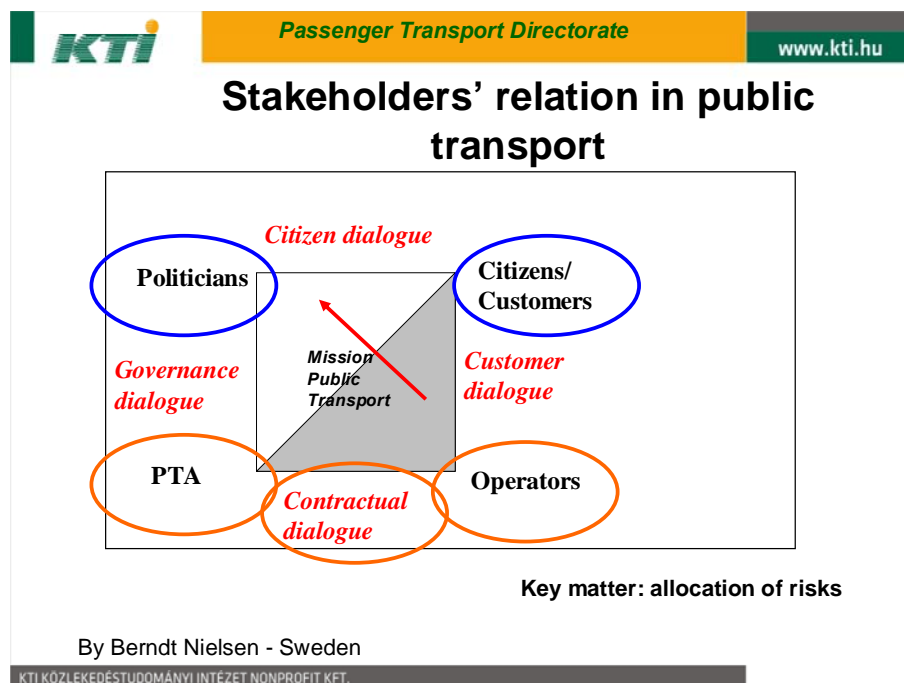 KTI
Passenger Transport Directorate
www.kti.hu
Stakeholders' relation in public
transport
Citizen dialogue
Politicians
Citizens/
Customers
Mission
Public
Transport
Governance
dialogue
Customer
dialogue
PTA
Operators
Contractual
dialogue
Key matter: allocation of risks
By Berndt Nielsen - Sweden
KTI KÖZLEKEDÉSTUDOMÁNYI INTÉZET NONPROFIT KFT.